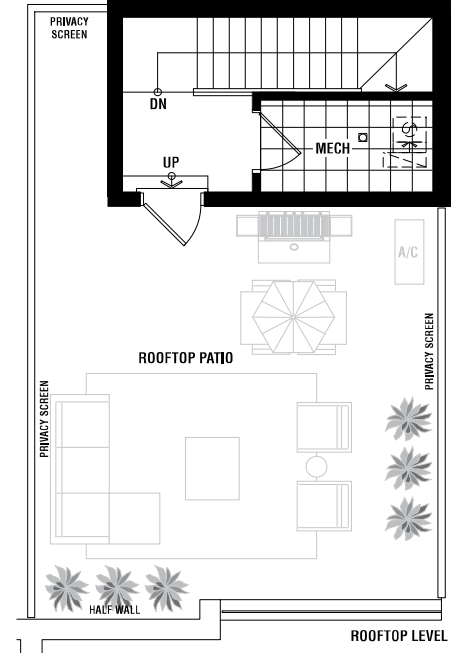 PRIVACY
SCREEN
DN
MECH
S
UP
A/C
ROOFTOP PATIO
PRIVACY SCREEN
PRIVACY SCREEN
HALF WALL
ROOFTOP LEVEL